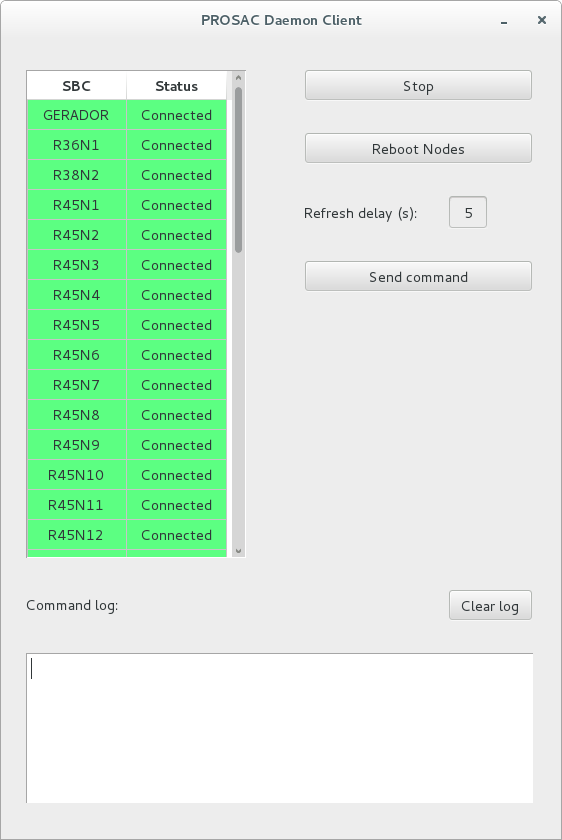 PROSAC Daemon Client
SBC Status
GERADOR Connected
R36N1 Connected
R38N2 Connected
R45N1 Connected
R45N2 Connected
R45N3 Connected
R45N4 Connected
R45N5 Connected
R45N6 Connected
R45N7 Connected
R45N8 Connected
R45N9 Connected
R45N10 Connected
R45N11 Connected
R45N12 Connected
Stop
Reboot Nodes
Refresh delay (s): 5
Send command
Command log: Clear log